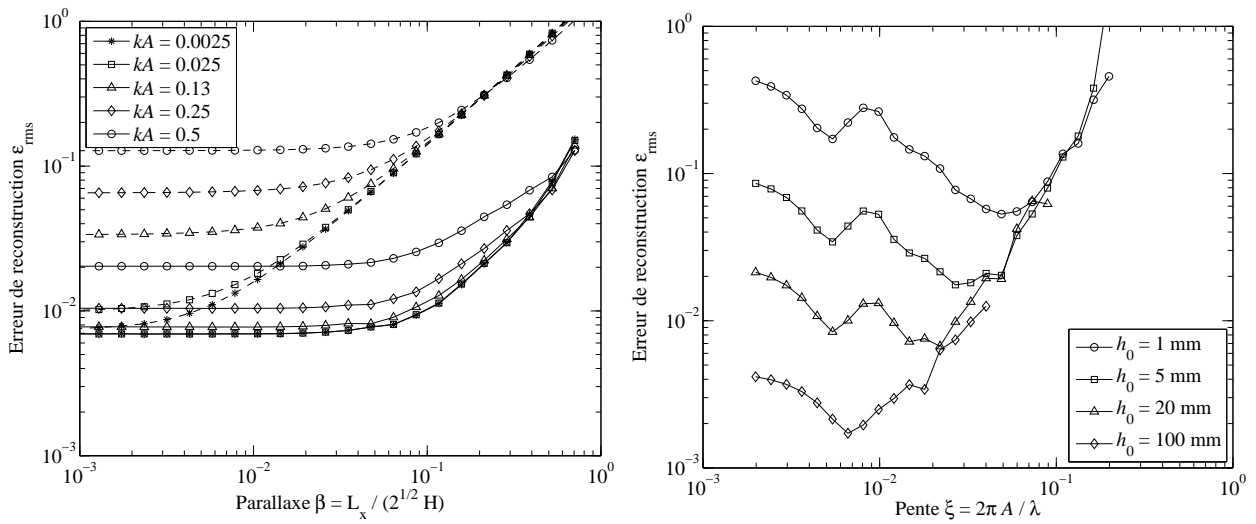 10^0
10^-1
10^-2
10^-3
Erreur de reconstruction ε_rms
kA = 0.0025
kA = 0.025
kA = 0.13
kA = 0.25
kA = 0.5
10^-3
10^-2
10^-1
10^0
Parallaxe β = L_x / (2^1/2 H)
10^0
10^-1
10^-2
10^-3
Erreur de reconstruction ε_rms
h_0 = 1 mm
h_0 = 5 mm
h_0 = 20 mm
h_0 = 100 mm
10^-3
10^-2
10^-1
10^0
Pente ξ = 2π A / λ